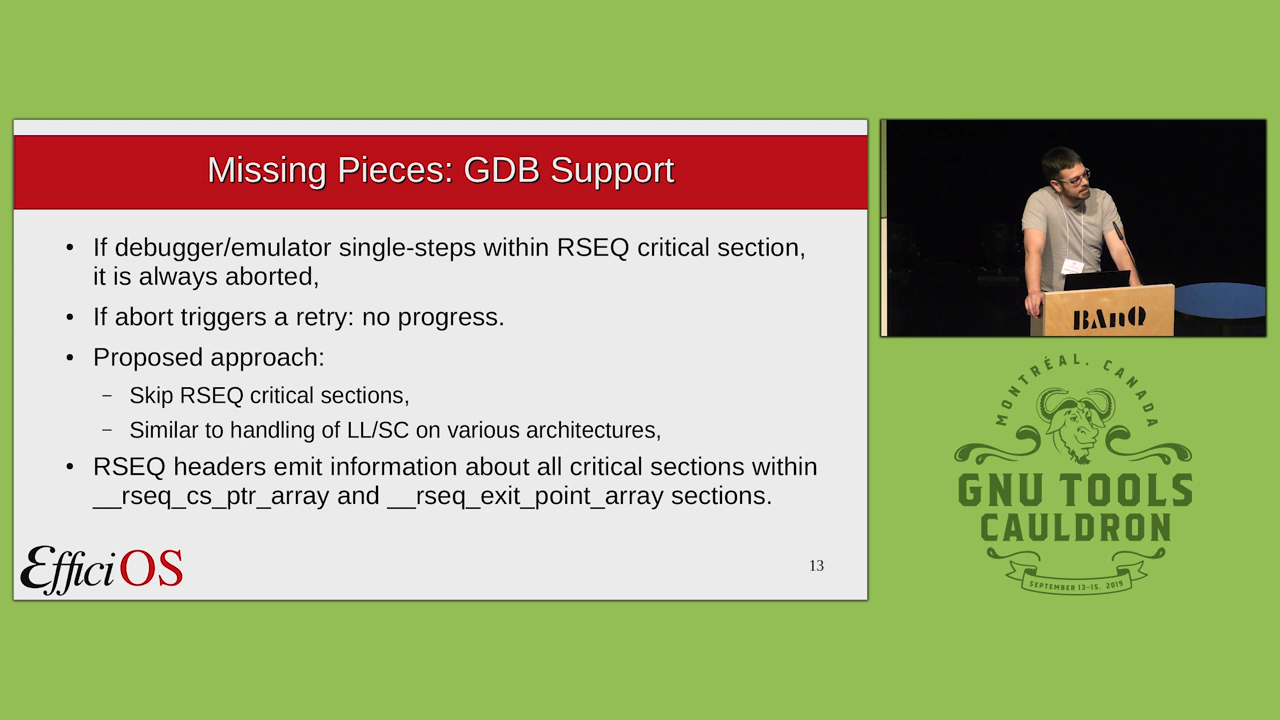 Missing Pieces: GDB Support
• If debugger/emulator single-steps within RSEQ critical section,
it is always aborted,
• If abort triggers a retry: no progress.
• Proposed approach:
– Skip RSEQ critical sections,
– Similar to handling of LL/SC on various architectures,
• RSEQ headers emit information about all critical sections within
__rseq_cs_ptr_array and __rseq_exit_point_array sections.
EfficiOS
13
BAnQ
MONTRÉAL. CANADA
GNU TOOLS
CAULDRON
SEPTEMBER 13-15, 2019